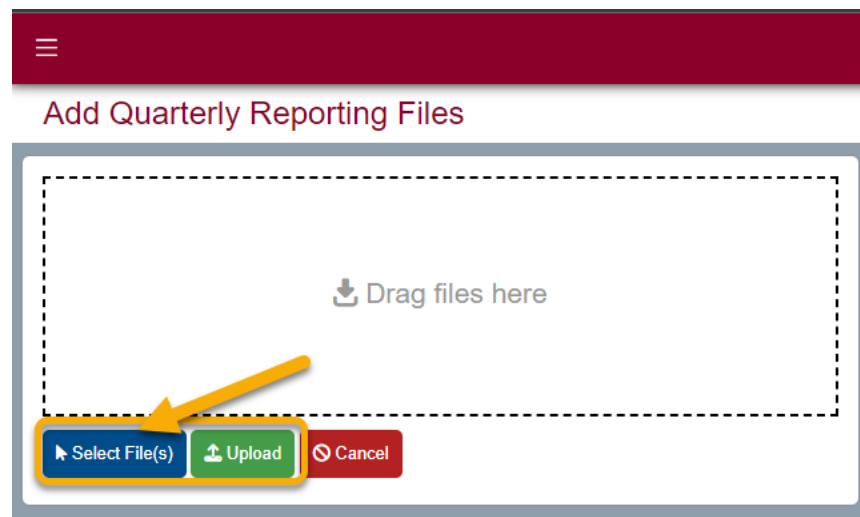 Add Quarterly Reporting Files
Drag files here
Select File(s) Upload Cancel